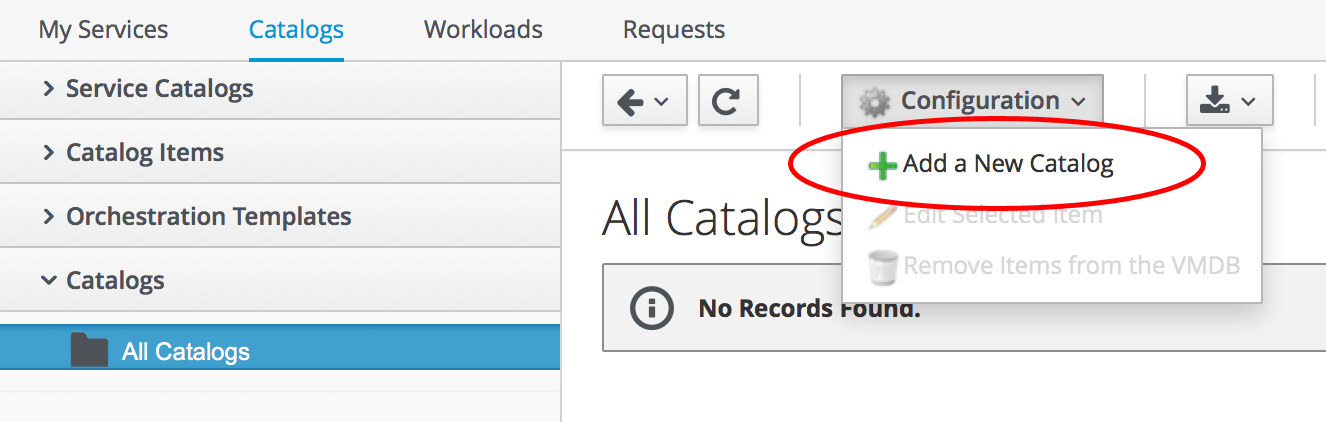 My Services Catalogs Workloads Requests
Service Catalogs
Catalog Items
Orchestration Templates
Catalogs
All Catalogs
Configuration
Add a New Catalog
Edit Selected Item
Remove Items from the VMDB
All Catalogs
No Records Found.